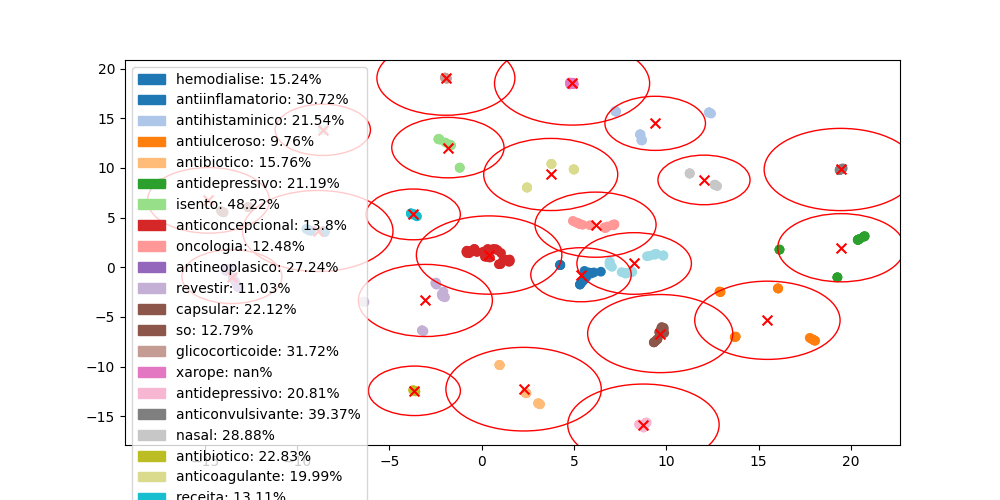 hemodialise: 15.24%
antiinflamatorio: 30.72%
antihistaminico: 21.54%
antiulceroso: 9.76%
antibiotico: 15.76%
antidepressivo: 21.19%
isento: 48.22%
anticoncepcional: 13.8%
oncologia: 12.48%
antineoplasico: 27.24%
revestir: 11.03%
capsular: 22.12%
so: 12.79%
glicocorticoide: 31.72%
xarope: nan%
antidepressivo: 20.81%
anticonvulsivante: 39.37%
nasal: 28.88%
antibiotico: 22.83%
anticoagulante: 19.99%
receita: 13.11%
20
15
10
5
0
−5
−10
−15
−5
0
5
10
15
20